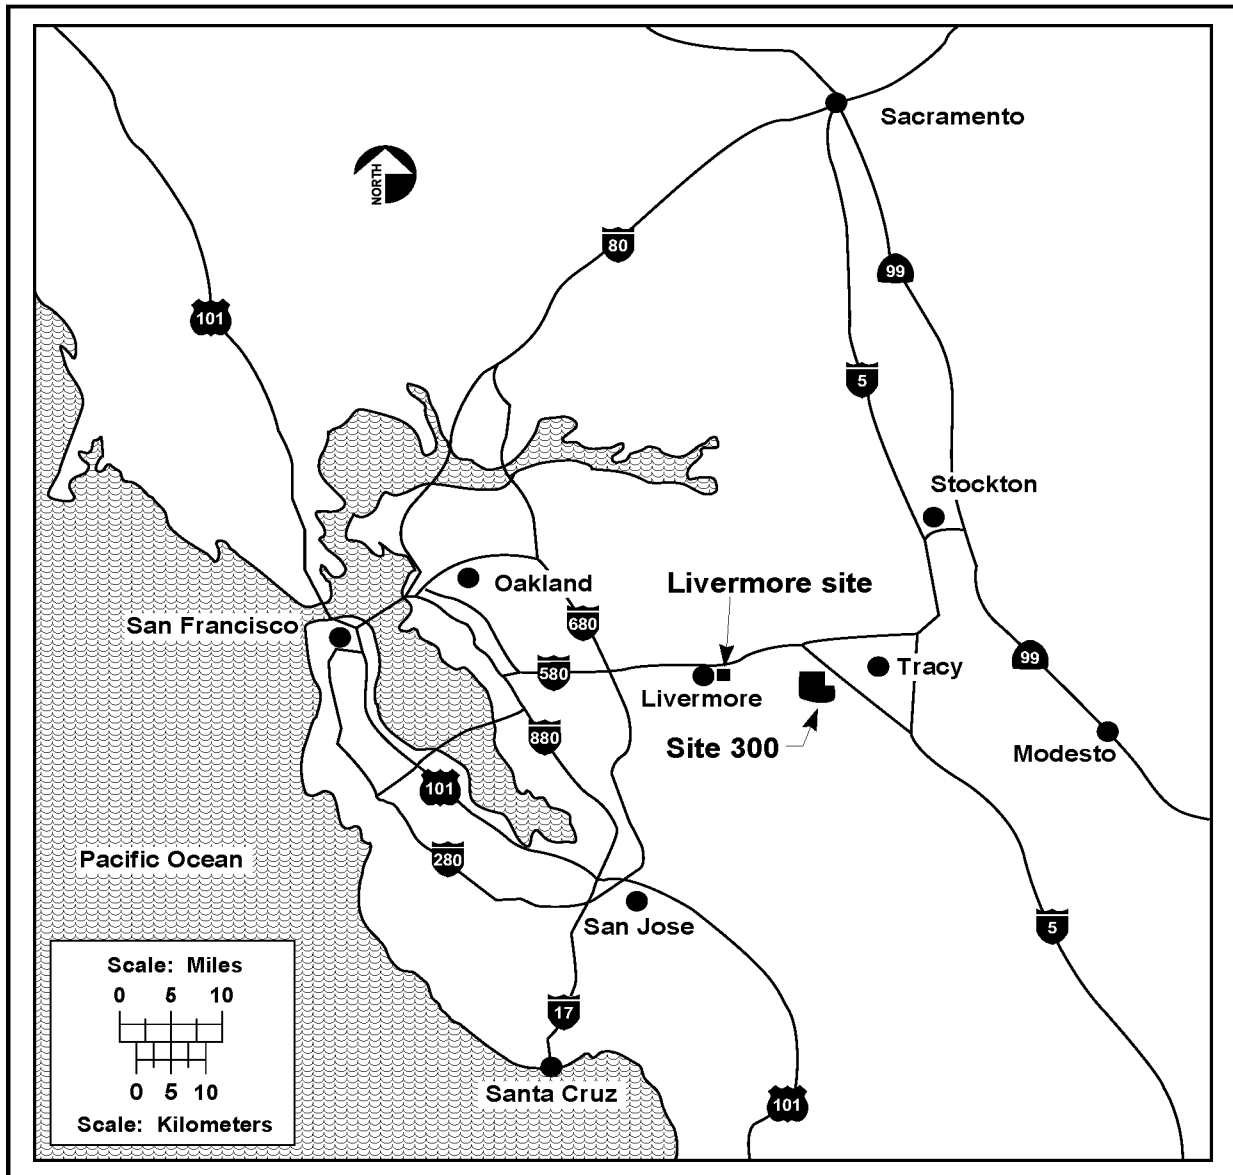 Sacramento
NORTH
80
99
101
5
Stockton
Oakland
Livermore site
San Francisco
680
580
Livermore
Tracy
99
880
Site 300
Modesto
101
Pacific Ocean
280
San Jose
5
Scale: Miles
0 5 10
0 5 10
Scale: Kilometers
17
Santa Cruz
101